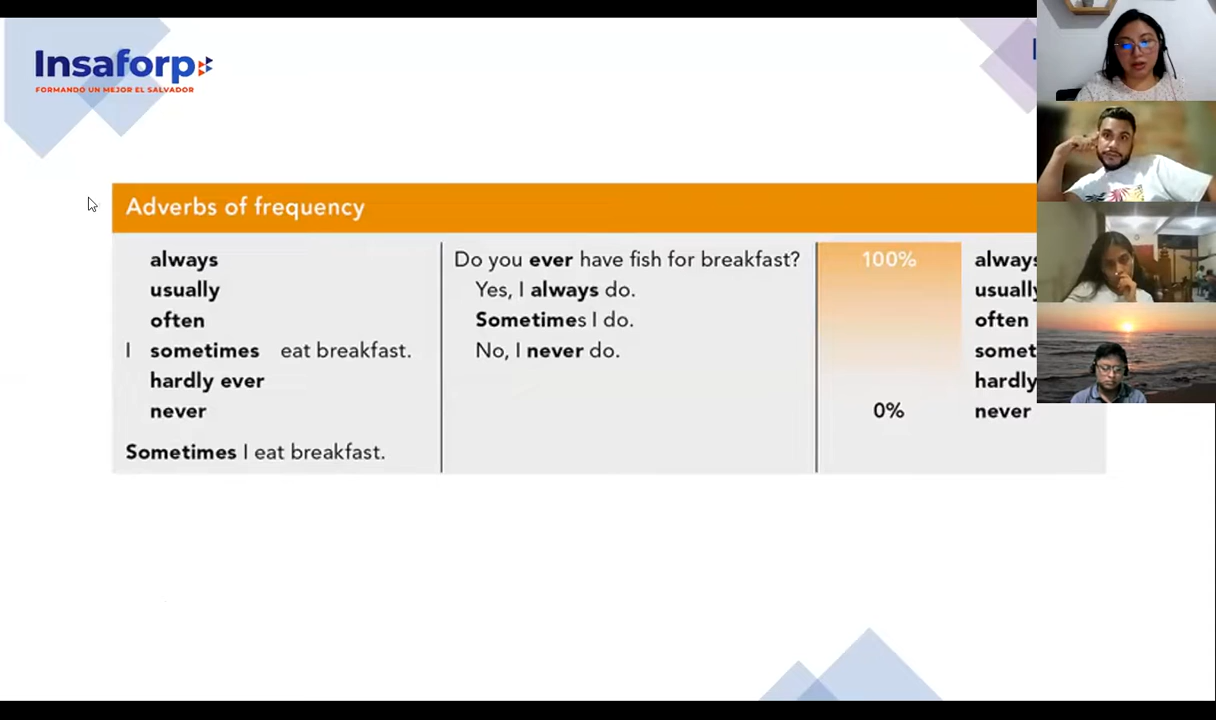 Insaforp
FORMANDO UN MEJOR EL SALVADOR
Adverbs of frequency
always
usually
often
I sometimes eat breakfast.
hardly ever
never
Sometimes I eat breakfast.
Do you ever have fish for breakfast?
Yes, I always do.
Sometimes I do.
No, I never do.
100%
0%
always
usually
often
somet
hardly
never